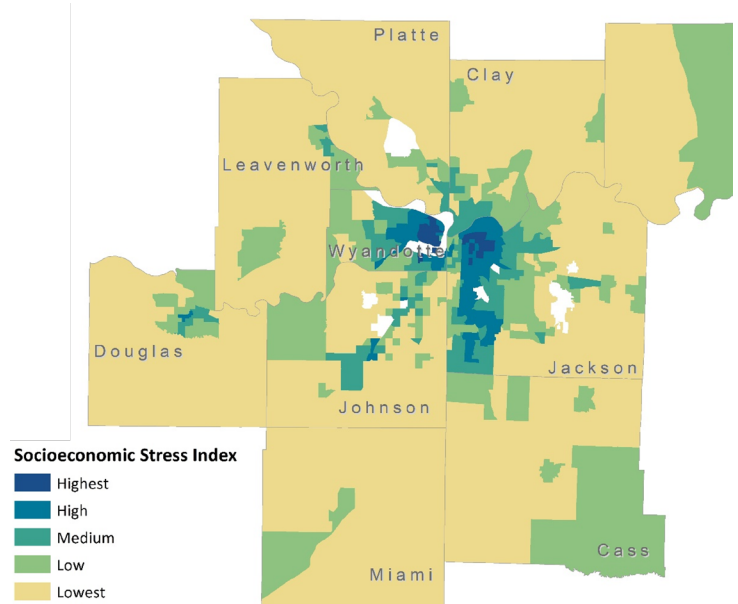 Platte
Clay
Leavenworth
Wyandotte
Douglas
Jackson
Johnson
Socioeconomic Stress Index
Highest
High
Medium
Low
Lowest
Cass
Miami